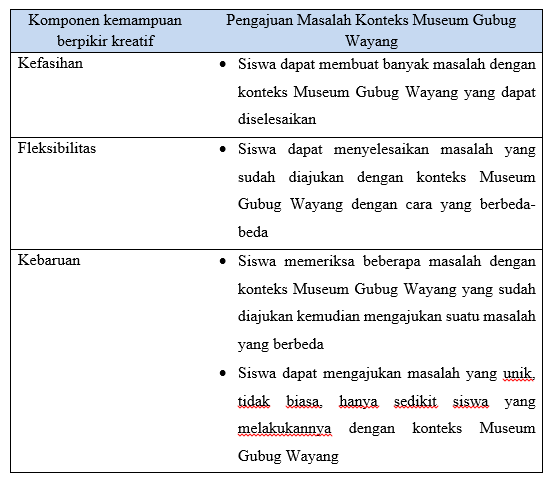 Komponen kemampuan
berpikir kreatif
Pengajuan Masalah Konteks Museum Gubug
Wayang
Kefasihan
• Siswa dapat membuat banyak masalah dengan
konteks Museum Gubug Wayang yang dapat
diselesaikan
Fleksibilitas
• Siswa dapat menyelesaikan masalah yang
sudah diajukan dengan konteks Museum
Gubug Wayang dengan cara yang berbeda-
beda
Kebaruan
• Siswa memeriksa beberapa masalah dengan
konteks Museum Gubug Wayang yang sudah
diajukan kemudian mengajukan suatu masalah
yang berbeda
• Siswa dapat mengajukan masalah yang unik,
tidak biasa, hanya sedikit siswa yang
melakukannya dengan konteks Museum
Gubug Wayang